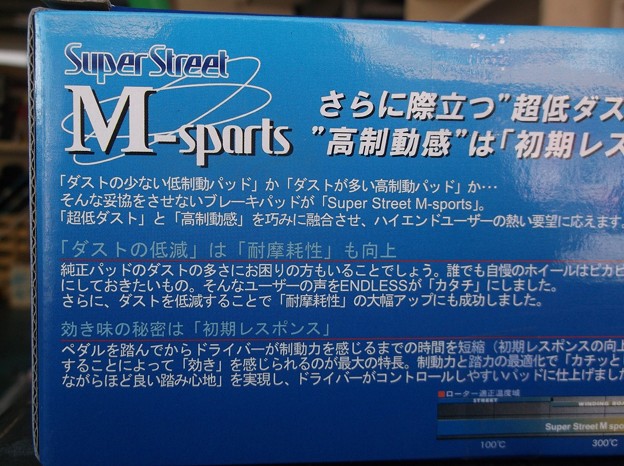 Super Street
M-sports
さらに際立つ"超低ダス
"高制動感"は「初期レス
「ダストの少ない低制動パッド」か「ダストが多い高制動パッド」か…
そんな妥協をさせないブレーキパッドが「Super Street M-sports」。
「超低ダスト」と「高制動感」を巧みに融合させ、ハイエンドユーザーの熱い要望に応えます。
「ダストの低減」は「耐摩耗性」も向上
純正パッドのダストの多さにお困りの方もいることでしょう。誰でも自慢のホイールはピカピ
にしておきたいもの。そんなユーザーの声をENDLESSが「カタチ」にしました。
さらに、ダストを低減することで「耐摩耗性」の大幅アップにも成功しました。
効き味の秘密は「初期レスポンス」
ペダルを踏んでからドライバーが制動力を感じるまでの時間を短縮（初期レスポンスの向上
することによって「効き」を感じられるのが最大の特長。制動力と踏力の最適化で「カチッと
ながらほど良い踏み心地」を実現し、ドライバーがコントロールしやすいパッドに仕上げまし
■ローター適正温度域
STREET WINDING ROA
Super Street M spo
100℃ 300℃